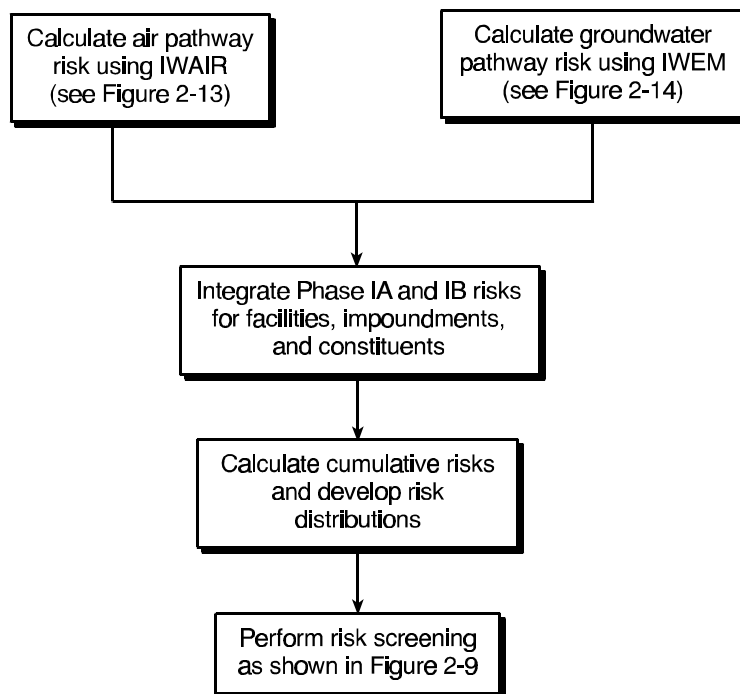 Calculate air pathway
risk using IWAIR
(see Figure 2-13)
Calculate groundwater
pathway risk using IWEM
(see Figure 2-14)
Integrate Phase IA and IB risks
for facilities, impoundments,
and constituents
Calculate cumulative risks
and develop risk
distributions
Perform risk screening
as shown in Figure 2-9